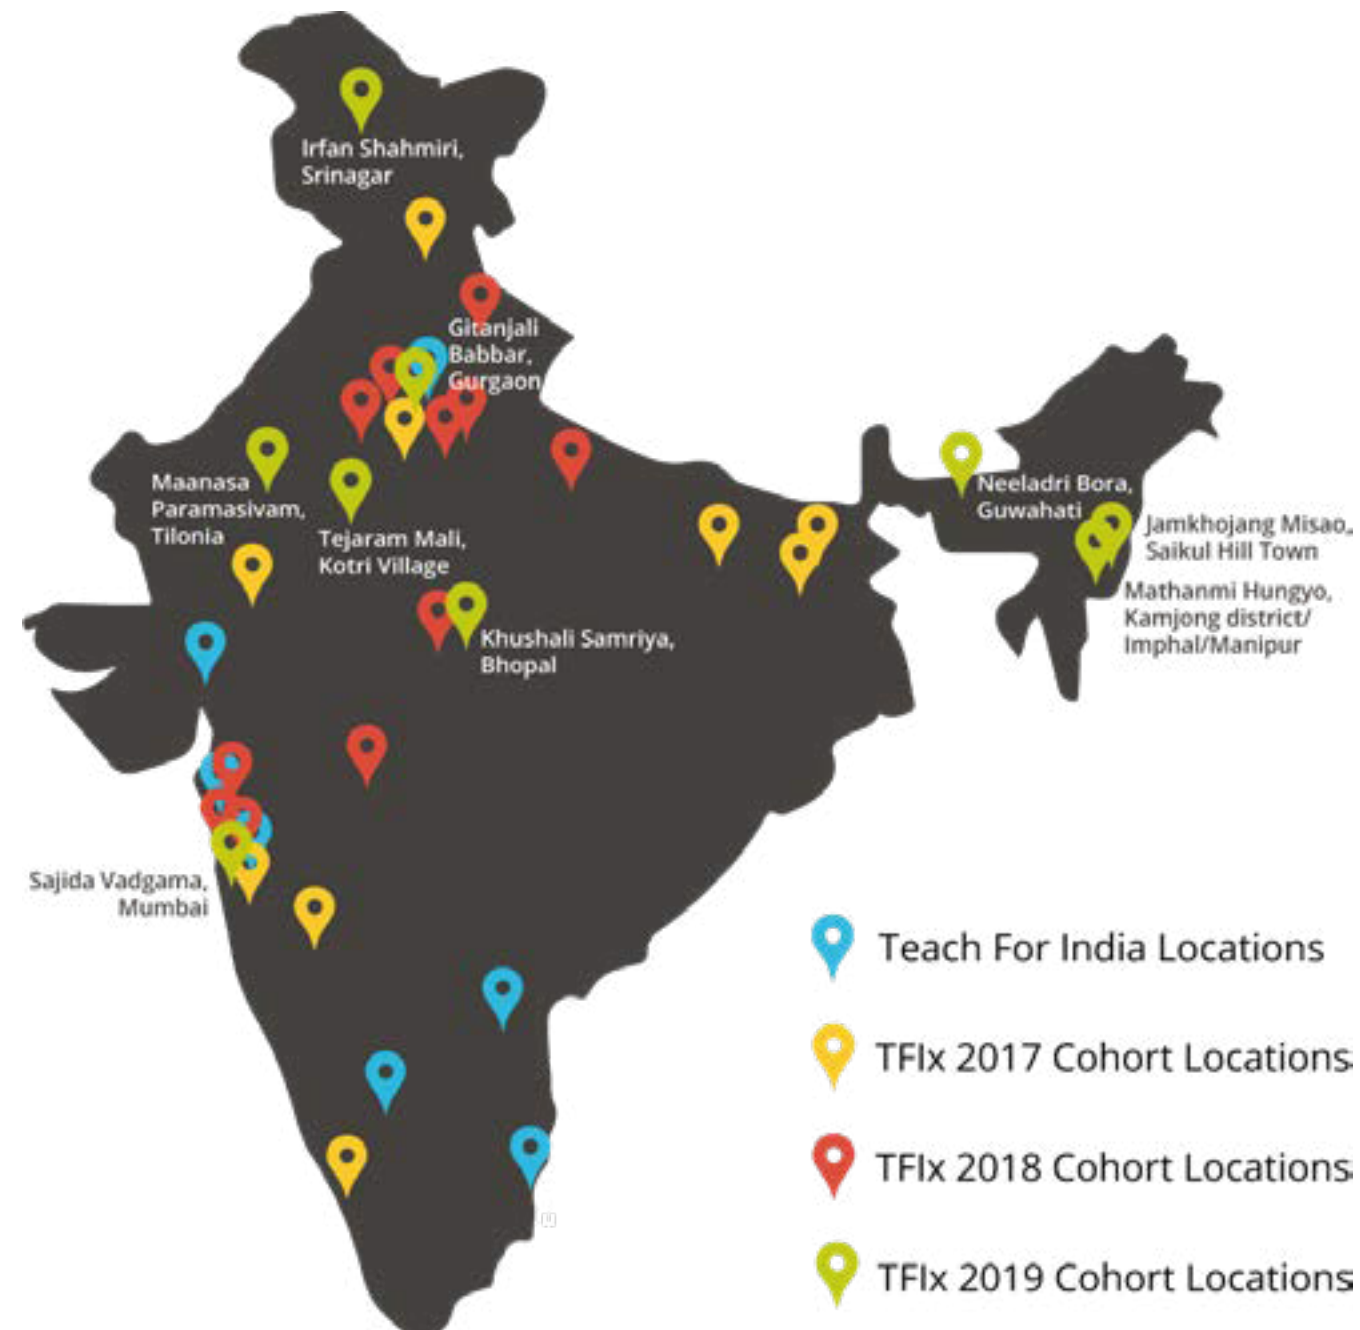 Irfan Shahmiri,
Srinagar
Gitanjali
Babbar,
Gurgaon
Maanasa
Paramasivam,
Tilonia
Tejaram Mali,
Kotri Village
Khushali Samriya,
Bhopal
Neeladri Bora,
Guwahati
Jamkhojang Misao,
Saikul Hill Town
Mathanmi Hungyo,
Kamjong district/
Imphal/Manipur
Sajida Vadgama,
Mumbai
Teach For India Locations
TFIx 2017 Cohort Locations
TFIx 2018 Cohort Locations
TFIx 2019 Cohort Locations